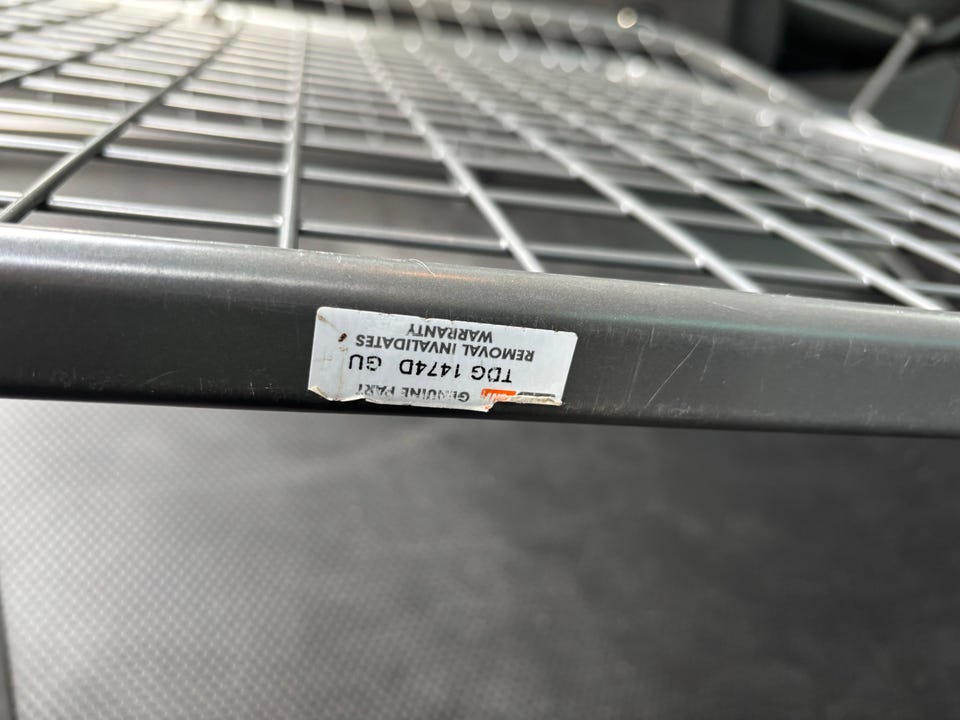 GENUINE PART
TDG 1474D GU
REMOVAL INVALIDATES
WARRANTY